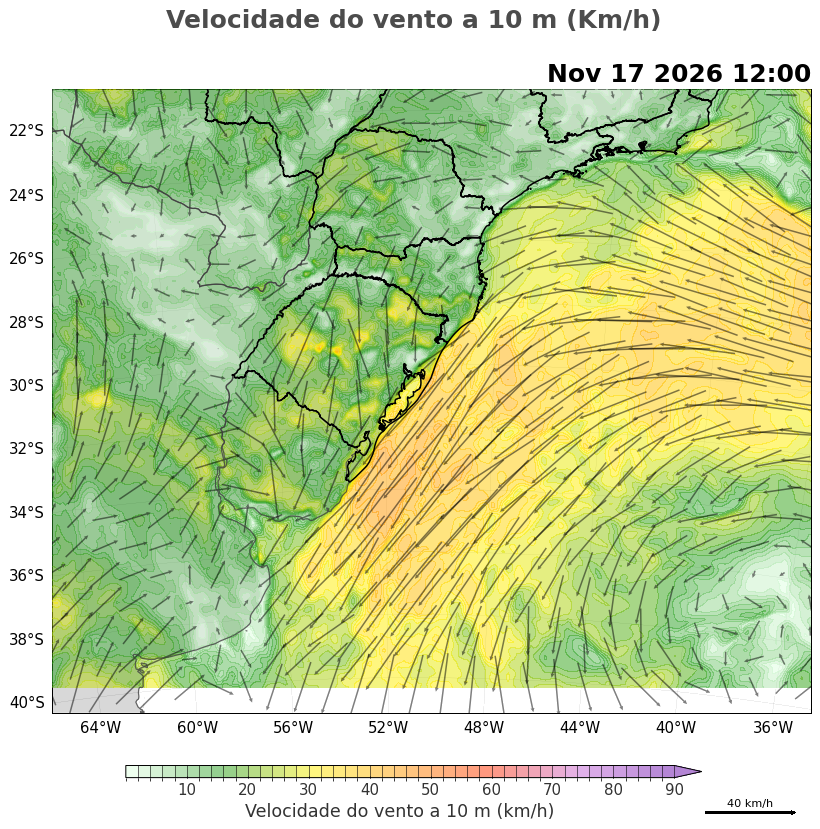 Velocidade do vento a 10 m (Km/h)
Nov 17 2026 12:00
22°S
24°S
26°S
28°S
30°S
32°S
34°S
36°S
38°S
40°S
64°W 60°W 56°W 52°W 48°W 44°W 40°W 36°W
10 20 30 40 50 60 70 80 90
Velocidade do vento a 10 m (km/h)
40 km/h